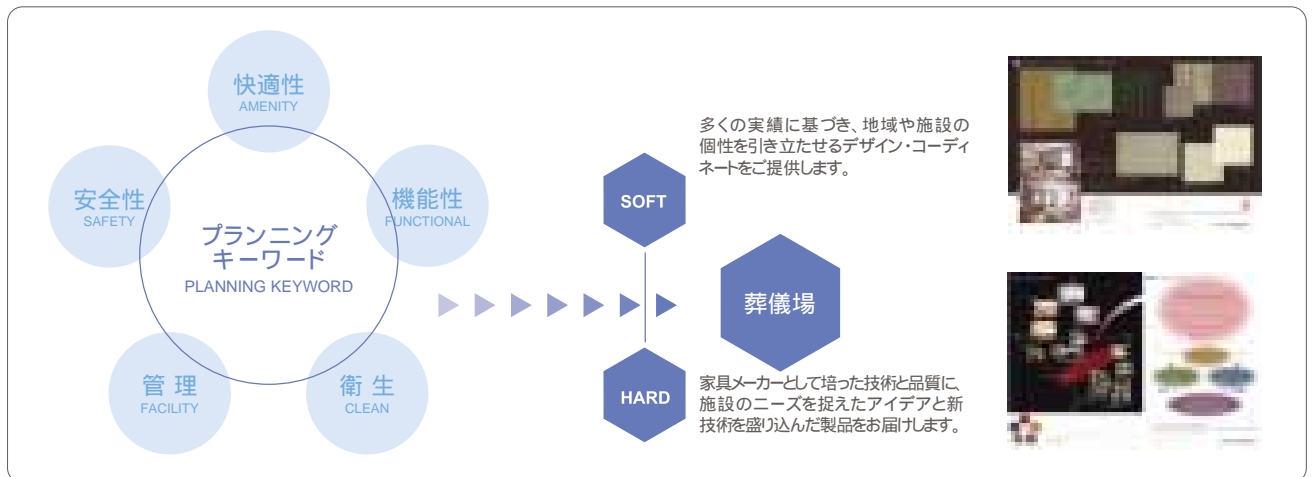 快適性
AMENITY
安全性
SAFETY
機能性
FUNCTIONAL
プランニング
キーワード
PLANNING KEYWORD
管 理
FACILITY
衛 生
CLEAN
SOFT
多くの実績に基づき、地域や施設の
個性を引き立たせるデザイン・コーディ
ネートをご提供します。
葬儀場
HARD
家具メーカーとして培った技術と品質に、
施設のニーズを捉えたアイデアと新
技術を盛り込んだ製品をお届けします。